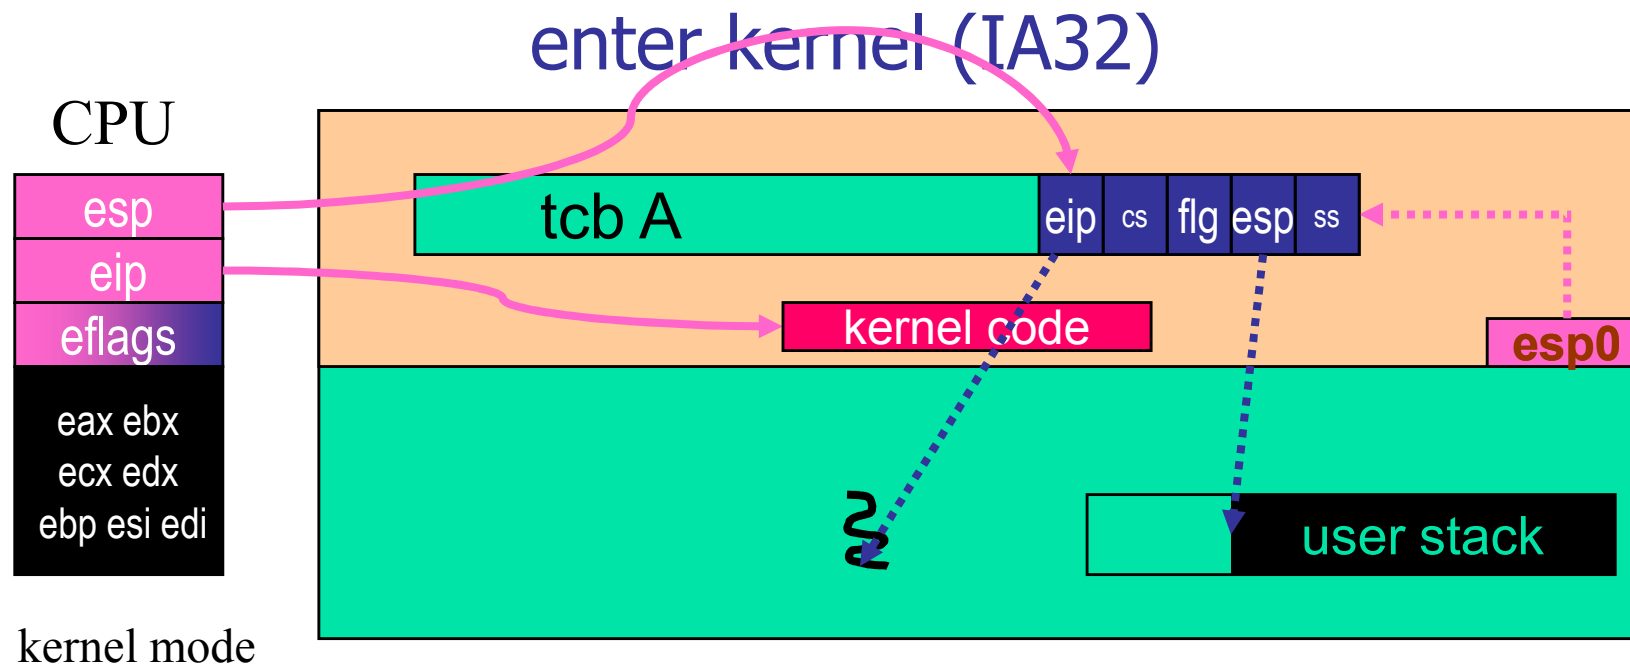 enter kernel (IA32)
CPU
esp
eip
eflags
eax ebx
ecx edx
ebp esi edi
kernel mode
tcb A
eip cs flg esp ss
kernel code
esp0
user stack